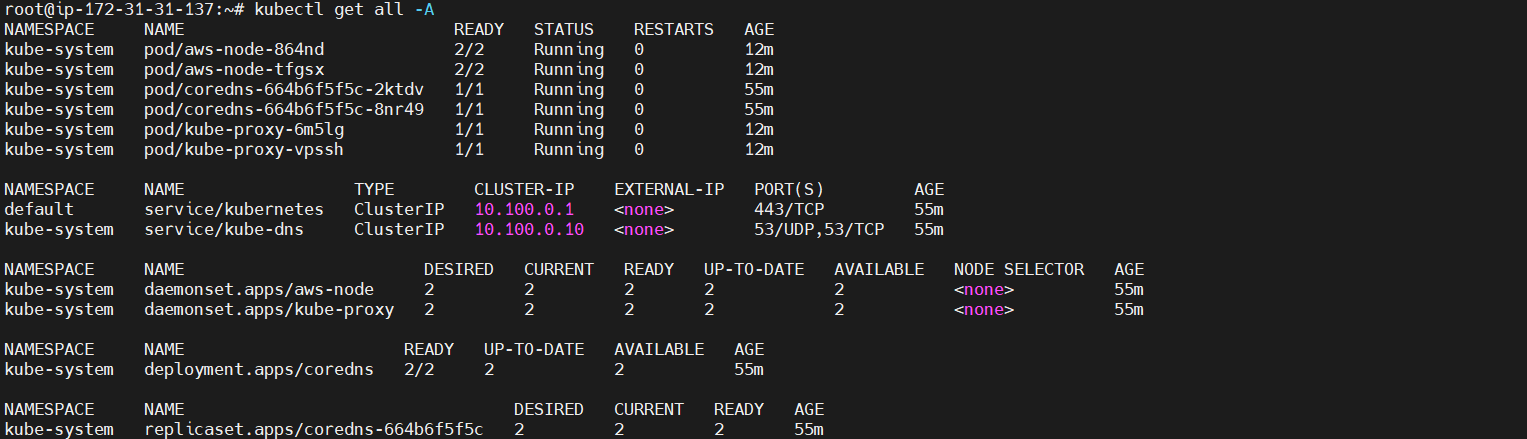 root@ip-172-31-31-137:~# kubectl get all -A
NAMESPACE     NAME                           READY   STATUS    RESTARTS   AGE
kube-system   pod/aws-node-864nd             2/2     Running   0          12m
kube-system   pod/aws-node-tfgsx             2/2     Running   0          12m
kube-system   pod/coredns-664b6f5f5c-2ktdv   1/1     Running   0          55m
kube-system   pod/coredns-664b6f5f5c-8nr49   1/1     Running   0          55m
kube-system   pod/kube-proxy-6m5lg           1/1     Running   0          12m
kube-system   pod/kube-proxy-vpssh           1/1     Running   0          12m

NAMESPACE     NAME                 TYPE        CLUSTER-IP    EXTERNAL-IP   PORT(S)         AGE
default       service/kubernetes   ClusterIP   10.100.0.1    <none>        443/TCP         55m
kube-system   service/kube-dns     ClusterIP   10.100.0.10   <none>        53/UDP,53/TCP   55m

NAMESPACE     NAME                        DESIRED   CURRENT   READY   UP-TO-DATE   AVAILABLE   NODE SELECTOR   AGE
kube-system   daemonset.apps/aws-node     2         2         2       2            2           <none>          55m
kube-system   daemonset.apps/kube-proxy   2         2         2       2            2           <none>          55m

NAMESPACE     NAME                      READY   UP-TO-DATE   AVAILABLE   AGE
kube-system   deployment.apps/coredns   2/2     2            2           55m

NAMESPACE     NAME                                 DESIRED   CURRENT   READY   AGE
kube-system   replicaset.apps/coredns-664b6f5f5c   2         2         2       55m